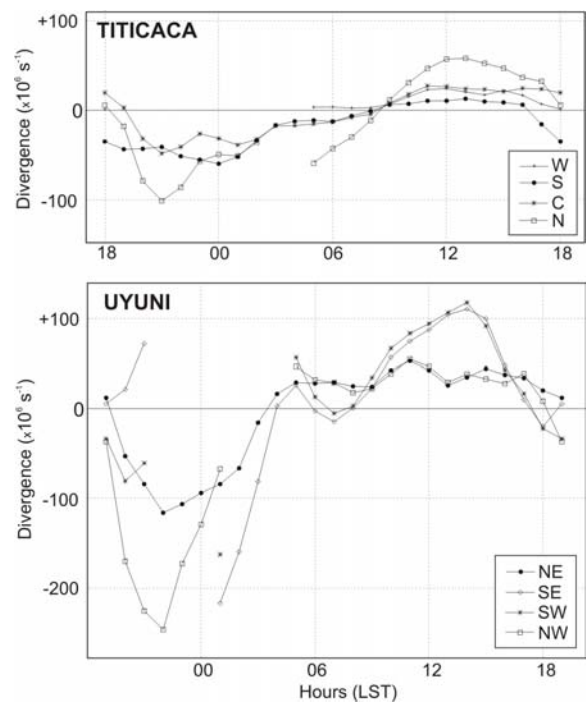 TITICACA
Divergence (x10⁶ s⁻¹)
+100
0
-100
W
S
C
N
18
00
06
12
18
UYUNI
Divergence (x10⁶ s⁻¹)
+100
0
-100
-200
NE
SE
SW
NW
00
06
12
18
Hours (LST)